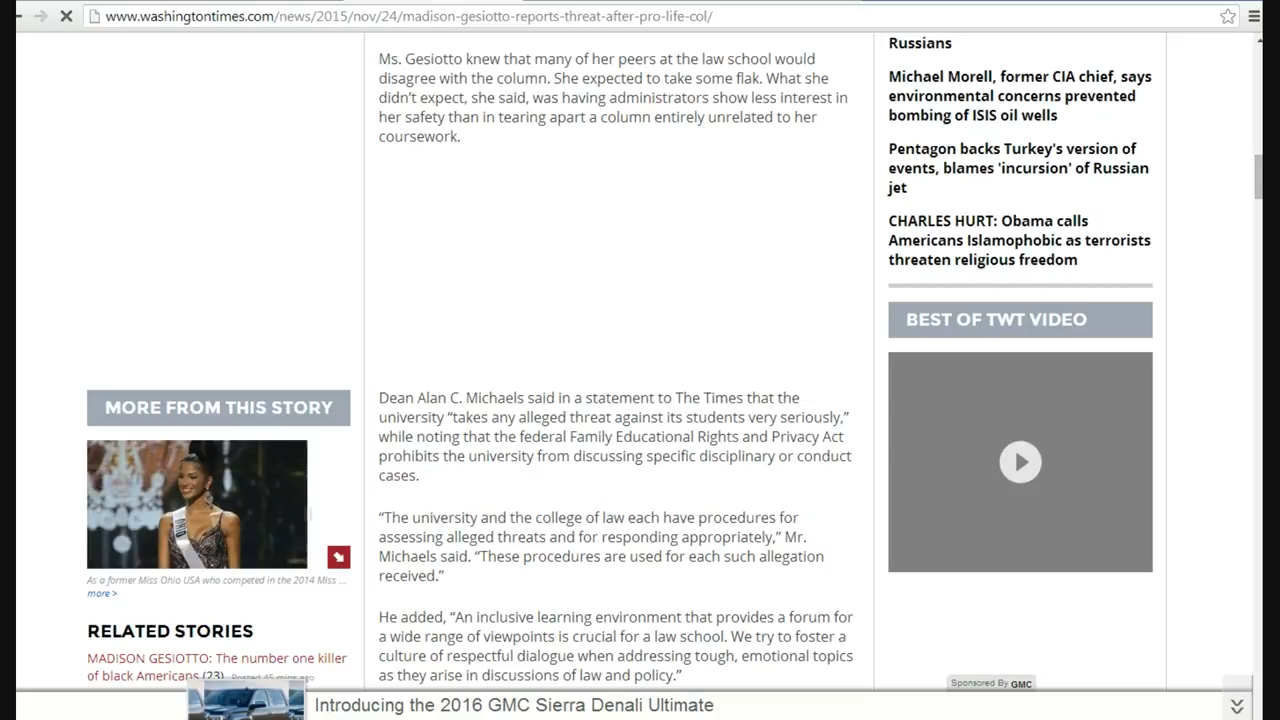 www.washingtontimes.com/news/2015/nov/24/madison-gesiotto-reports-threat-after-pro-life-col/
Ms. Gesiotto knew that many of her peers at the law school would
disagree with the column. She expected to take some flak. What she
didn’t expect, she said, was having administrators show less interest in
her safety than in tearing apart a column entirely unrelated to her
coursework.
Dean Alan C. Michaels said in a statement to The Times that the
university “takes any alleged threat against its students very seriously,”
while noting that the federal Family Educational Rights and Privacy Act
prohibits the university from discussing specific disciplinary or conduct
cases.
“The university and the college of law each have procedures for
assessing alleged threats and for responding appropriately,” Mr.
Michaels said. “These procedures are used for each such allegation
received.”
He added, “An inclusive learning environment that provides a forum for
a wide range of viewpoints is crucial for a law school. We try to foster a
culture of respectful dialogue when addressing tough, emotional topics
as they arise in discussions of law and policy.”
MORE FROM THIS STORY
OHIO
As a former Miss Ohio USA who competed in the 2014 Miss ...
more >
RELATED STORIES
MADISON GESIOTTO: The number one killer
of black Americans (23) Posted 45 mins ago
Russians
Michael Morell, former CIA chief, says
environmental concerns prevented
bombing of ISIS oil wells
Pentagon backs Turkey's version of
events, blames 'incursion' of Russian
jet
CHARLES HURT: Obama calls
Americans Islamophobic as terrorists
threaten religious freedom
BEST OF TWT VIDEO
Sponsored By GMC
Introducing the 2016 GMC Sierra Denali Ultimate